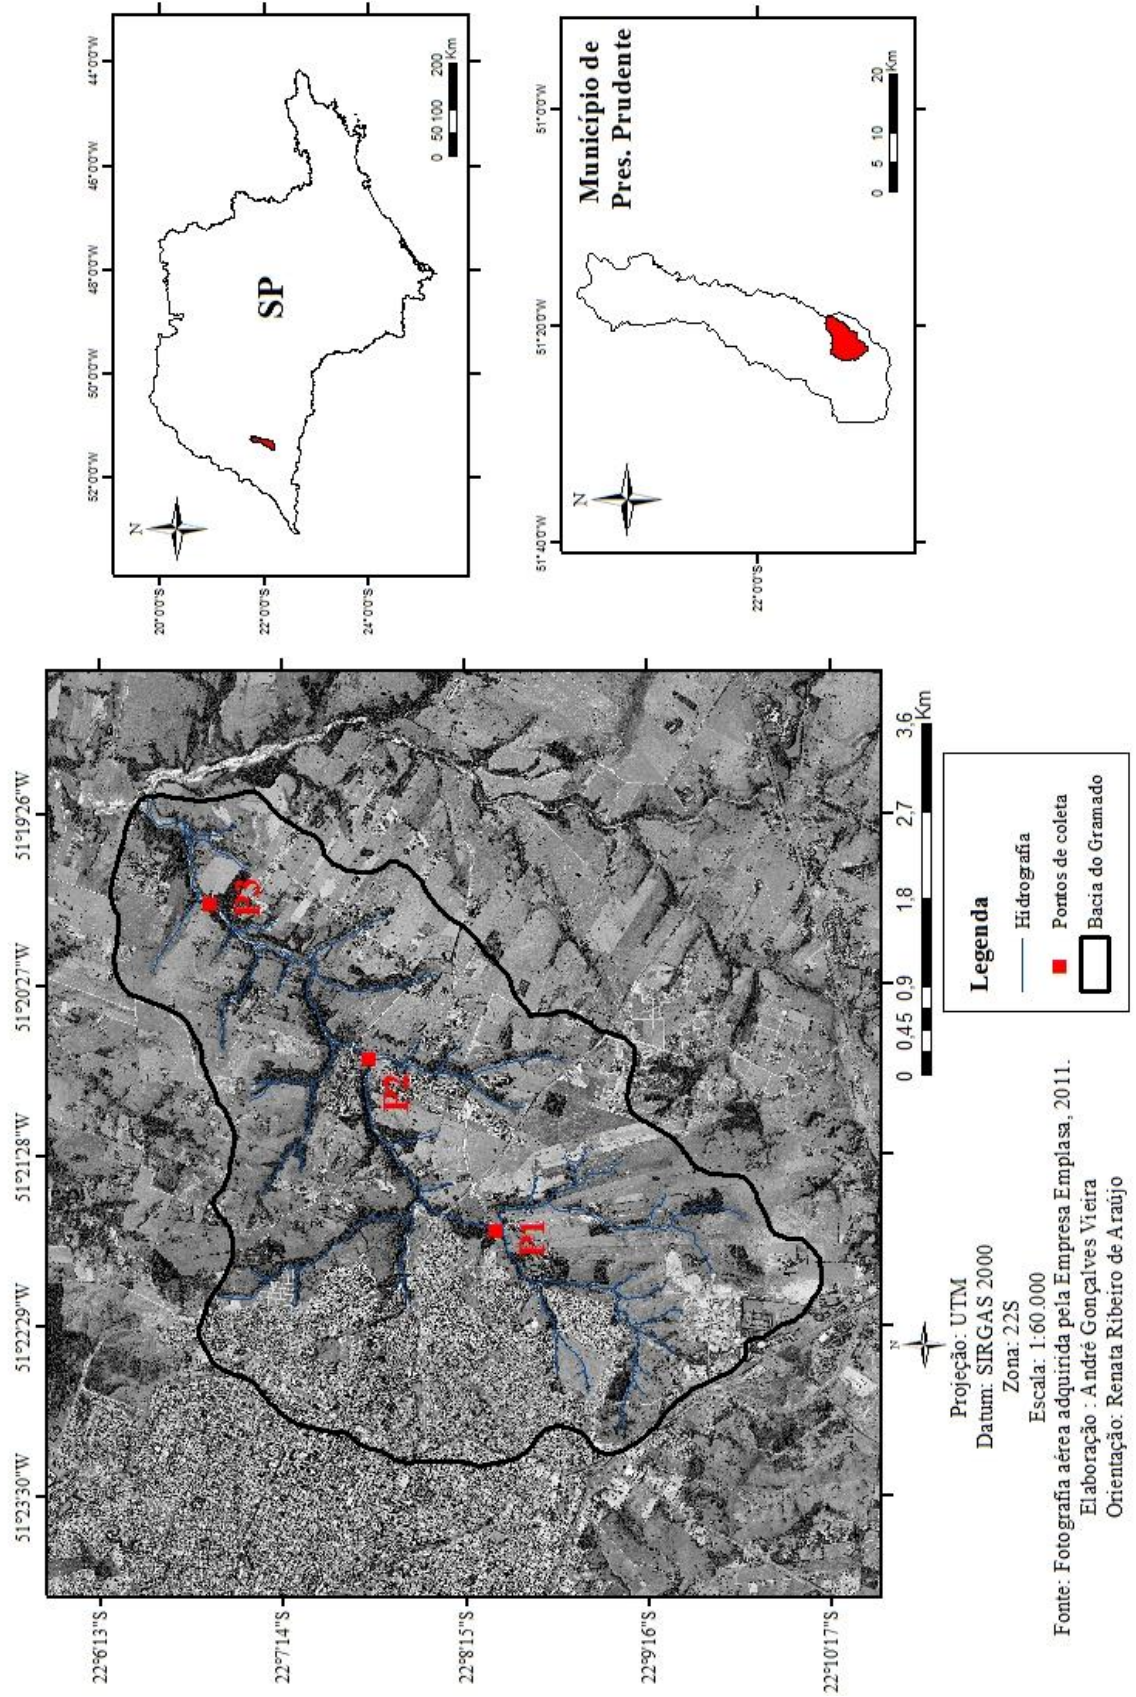 51°23'30"W
51°22'29"W
51°21'28"W
51°20'27"W
51°19'26"W
22°6'13"S
22°7'14"S
22°8'15"S
22°9'16"S
22°10'17"S
P1
P2
P3
0 0,45 0,9 1,8 2,7 3,6
Km
N
Projeção: UTM
Datum: SIRGAS 2000
Zona: 22S
Escala: 1:60.000
Fonte: Fotografia aérea adquirida pela Empresa Emplasa, 2011.
Elaboração : André Gonçalves Vieira
Orientação: Renata Ribeiro de Araújo
Legenda
Hidrografia
Pontos de coleta
Bacia do Gramado
52°0'0"W
50°0'0"W
48°0'0"W
46°0'0"W
44°0'0"W
20°0'0"S
22°0'0"S
24°0'0"S
N
SP
0 50 100 200
Km
51°40'0"W
51°20'0"W
51°0'0"W
22°0'0"S
N
Município de
Pres. Prudente
0 5 10 20
Km